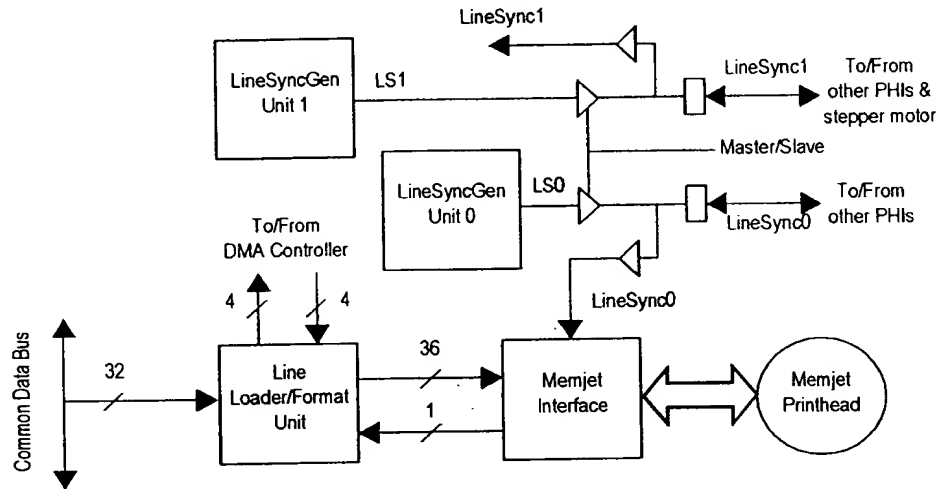 LineSync1
LineSyncGen
Unit 1
LS1
LineSync1
To/From
other PHIs &
stepper motor
Master/Slave
LineSyncGen
Unit 0
LS0
To/From
other PHIs
LineSync0
To/From
DMA Controller
4
4
LineSync0
Common Data Bus
32
Line
Loader/Format
Unit
36
1
Memjet
Interface
Memjet
Printhead